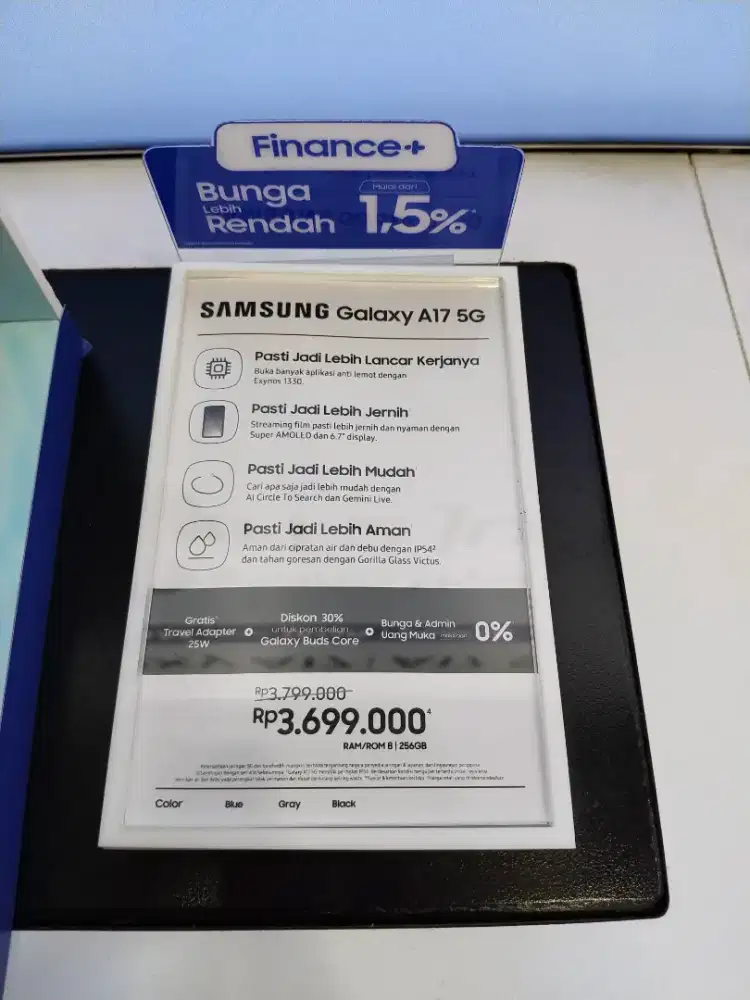 Finance+
Bunga
Lebih
Rendah
Mulai dari
1,5%*
SAMSUNG Galaxy A17 5G
Pasti Jadi Lebih Lancar Kerjanya
Buka banyak aplikasi anti lemot dengan
Exynos 1330.
Pasti Jadi Lebih Jernih
Streaming film pasti lebih jernih dan nyaman dengan
Super AMOLED dan 6.7" display.
Pasti Jadi Lebih Mudah
Cari apa saja jadi lebih mudah dengan
AI Circle To Search dan Gemini Live.
Pasti Jadi Lebih Aman
Aman dari cipratan air dan debu dengan IP54²
dan tahan goresan dengan Gorilla Glass Victus.
Gratis
Travel Adapter
25W
Diskon 30%
untuk pembelian
Galaxy Buds Core
Bunga & Admin
Uang Muka
0%
Rp3.799.000
Rp3.699.000⁴
RAM/ROM 8 | 256GB
Color Blue Gray Black